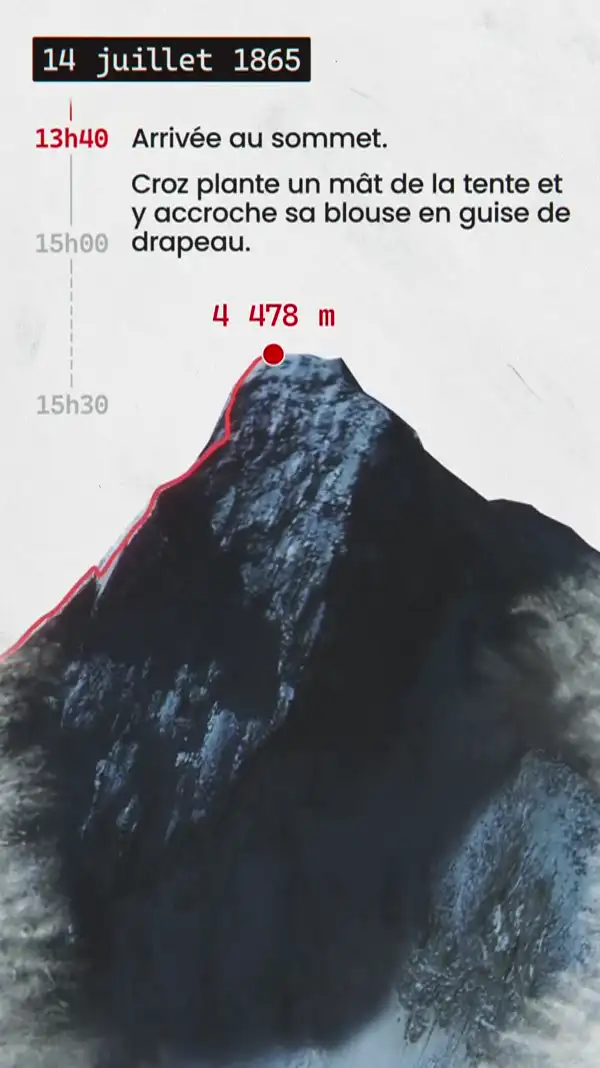 14 juillet 1865
13h40 Arrivée au sommet.
Croz plante un mât de la tente et
y accroche sa blouse en guise de
15h00 drapeau.
4 478 m
15h30